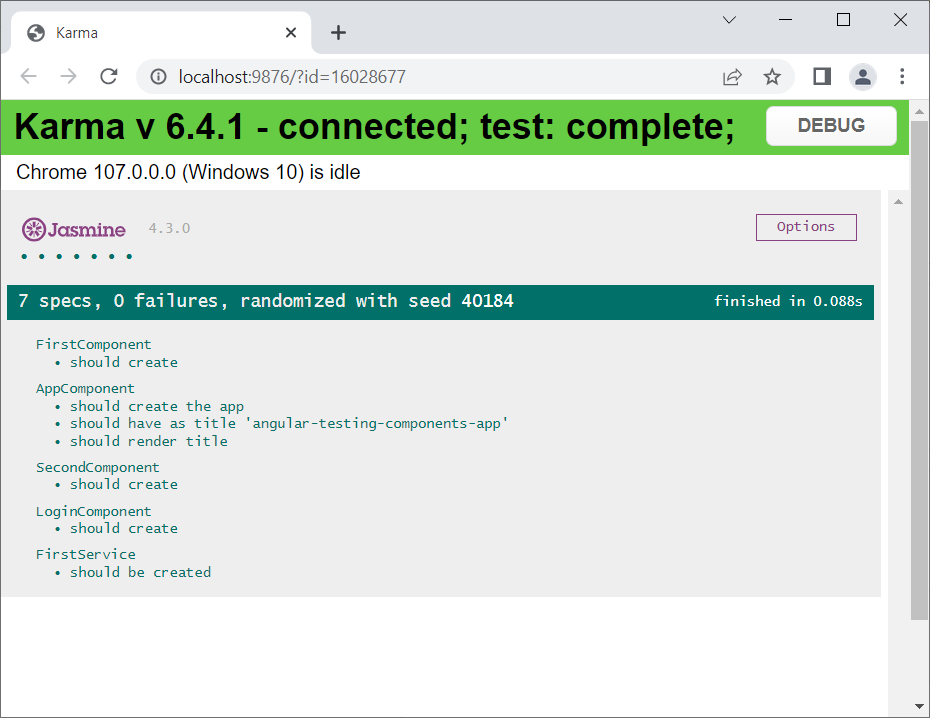 Karma
localhost:9876/?id=16028677
Karma v 6.4.1 - connected; test: complete;
DEBUG
Chrome 107.0.0.0 (Windows 10) is idle
Jasmine 4.3.0
Options
• • • • • • •
7 specs, 0 failures, randomized with seed 40184
finished in 0.088s
FirstComponent
• should create
AppComponent
• should create the app
• should have as title 'angular-testing-components-app'
• should render title
SecondComponent
• should create
LoginComponent
• should create
FirstService
• should be created